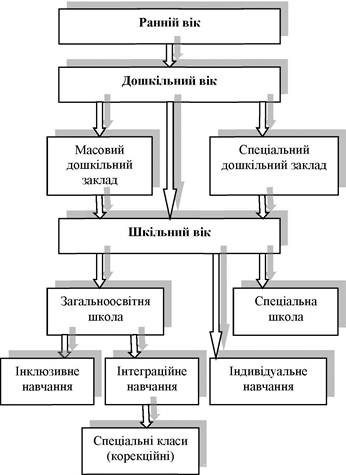 Ранній вік
Дошкільний вік
Масовий
дошкільний
заклад
Спеціальний
дошкільний заклад
Шкільний вік
Загальноосвітня
школа
Спеціальна
школа
Інклюзивне
навчання
Інтеграційне
навчання
Індивідуальне
навчання
Спеціальні класи
(корекційні)